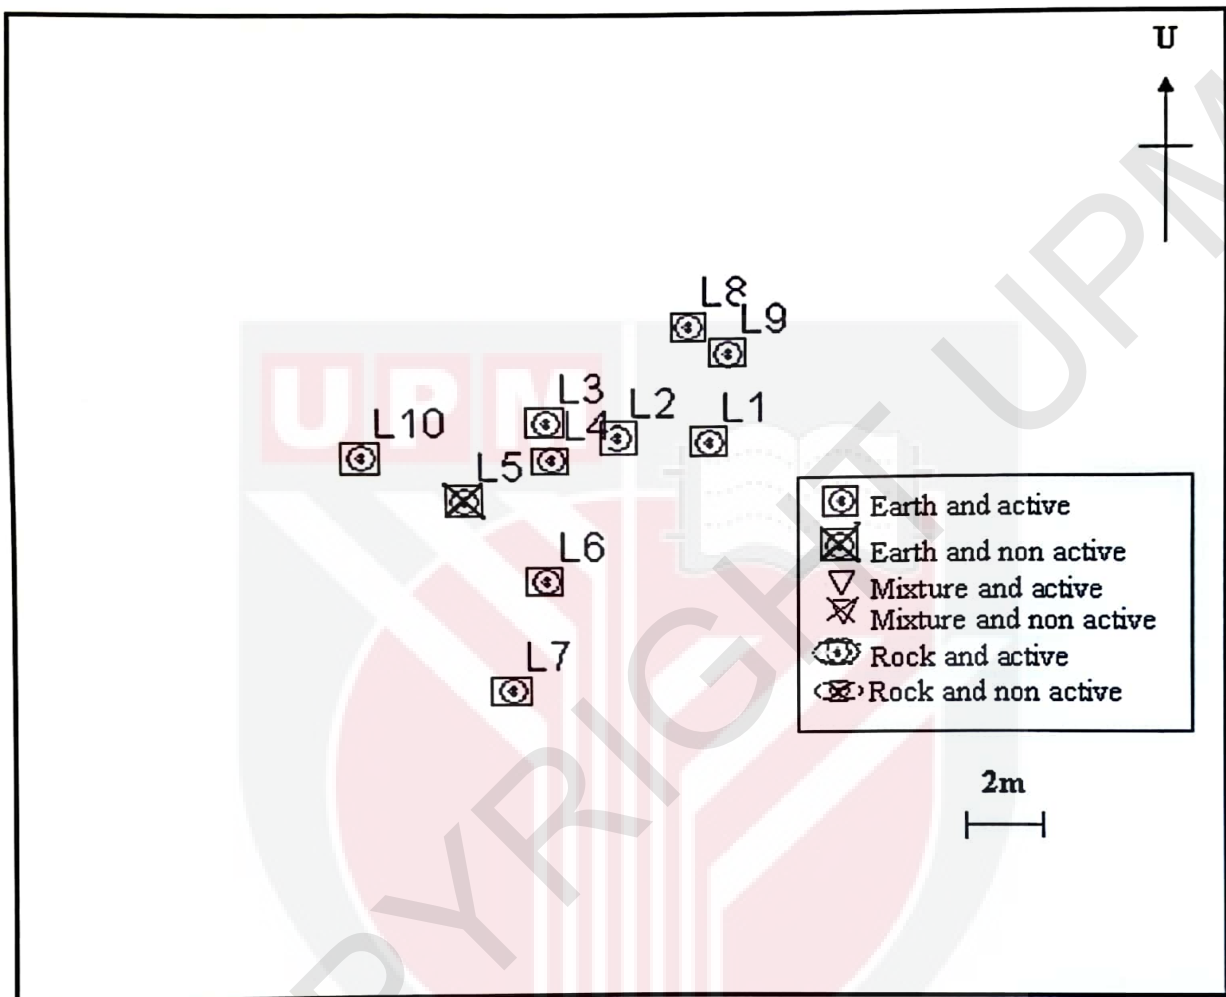 U
L8
L9
L3
L2
L1
L4
L10
L5
L6
L7
UPM
Earth and active
Earth and non active
Mixture and active
Mixture and non active
Rock and active
Rock and non active
2m
PYRIGHT UPM